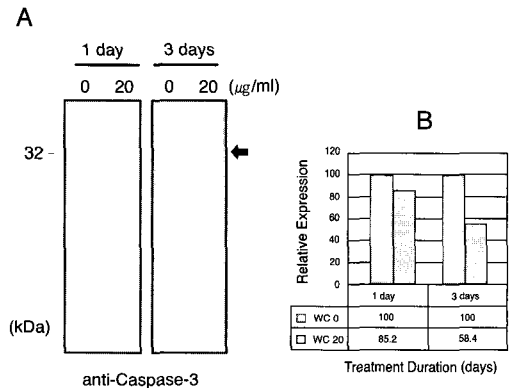 A
1 day 3 days
0 20 0 20 (μg/ml)
32 -
(kDa)
anti-Caspase-3
B
Relative Expression
120
100
80
60
40
20
0
1 day 3 days
WC 0 100 100
WC 20 85.2 58.4
Treatment Duration (days)